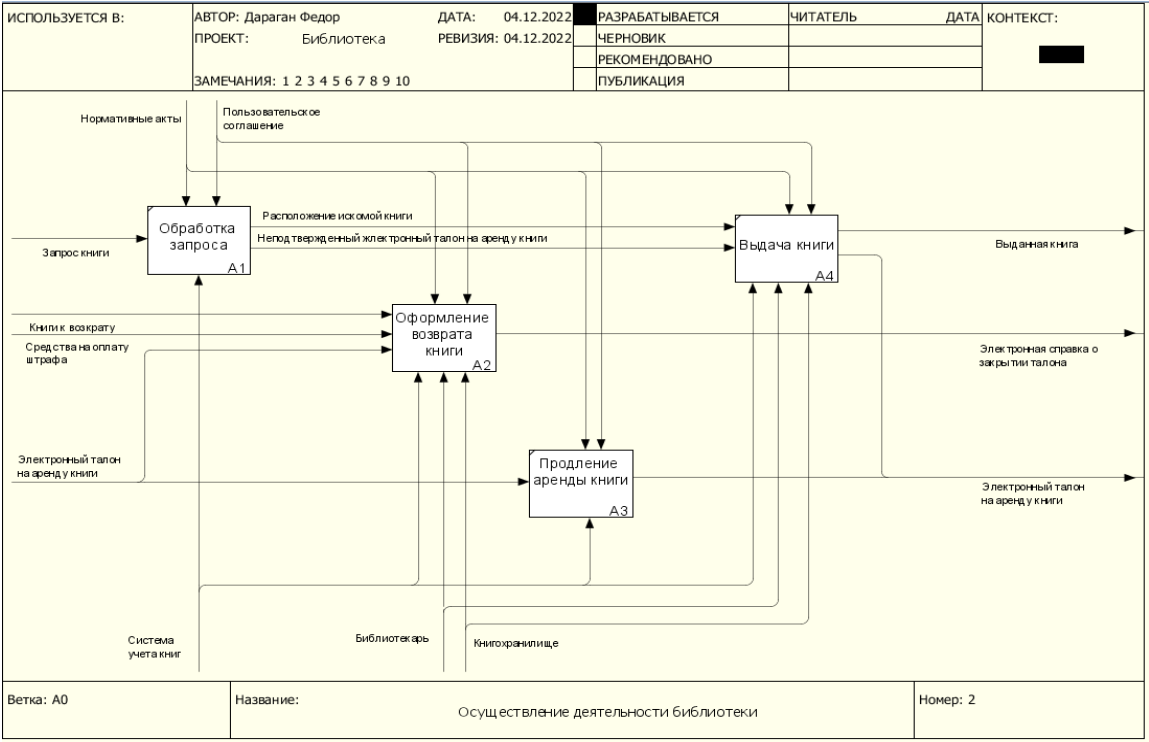 ИСПОЛЬЗУЕТСЯ В:
АВТОР: Дараган Федор
ДАТА: 04.12.2022
РАЗРАБАТЫВАЕТСЯ
ЧИТАТЕЛЬ
ДАТА
КОНТЕКСТ:
ПРОЕКТ: Библиотека
РЕВИЗИЯ: 04.12.2022
ЧЕРНОВИК
РЕКОМЕНДОВАНО
ЗАМЕЧАНИЯ: 1 2 3 4 5 6 7 8 9 10
ПУБЛИКАЦИЯ
Нормативные акты
Пользовательское
соглашение
Обработка
запроса
A1
Расположение искомой книги
Неподтвержденный жлектронный талон на аренду книги
Запрос книги
Выдача книги
A4
Выданная книга
Книги к возкрату
Средства на оплату
штрафа
Оформление
возврата
книги
A2
Электронная справка о
закрытии талона
Электронный талон
на аренду книги
Продление
аренды книги
A3
Электронный талон
на аренду книги
Система
учета книг
Библиотекарь
Книгохранилище
Ветка: A0
Название:
Осуществление деятельности библиотеки
Номер: 2